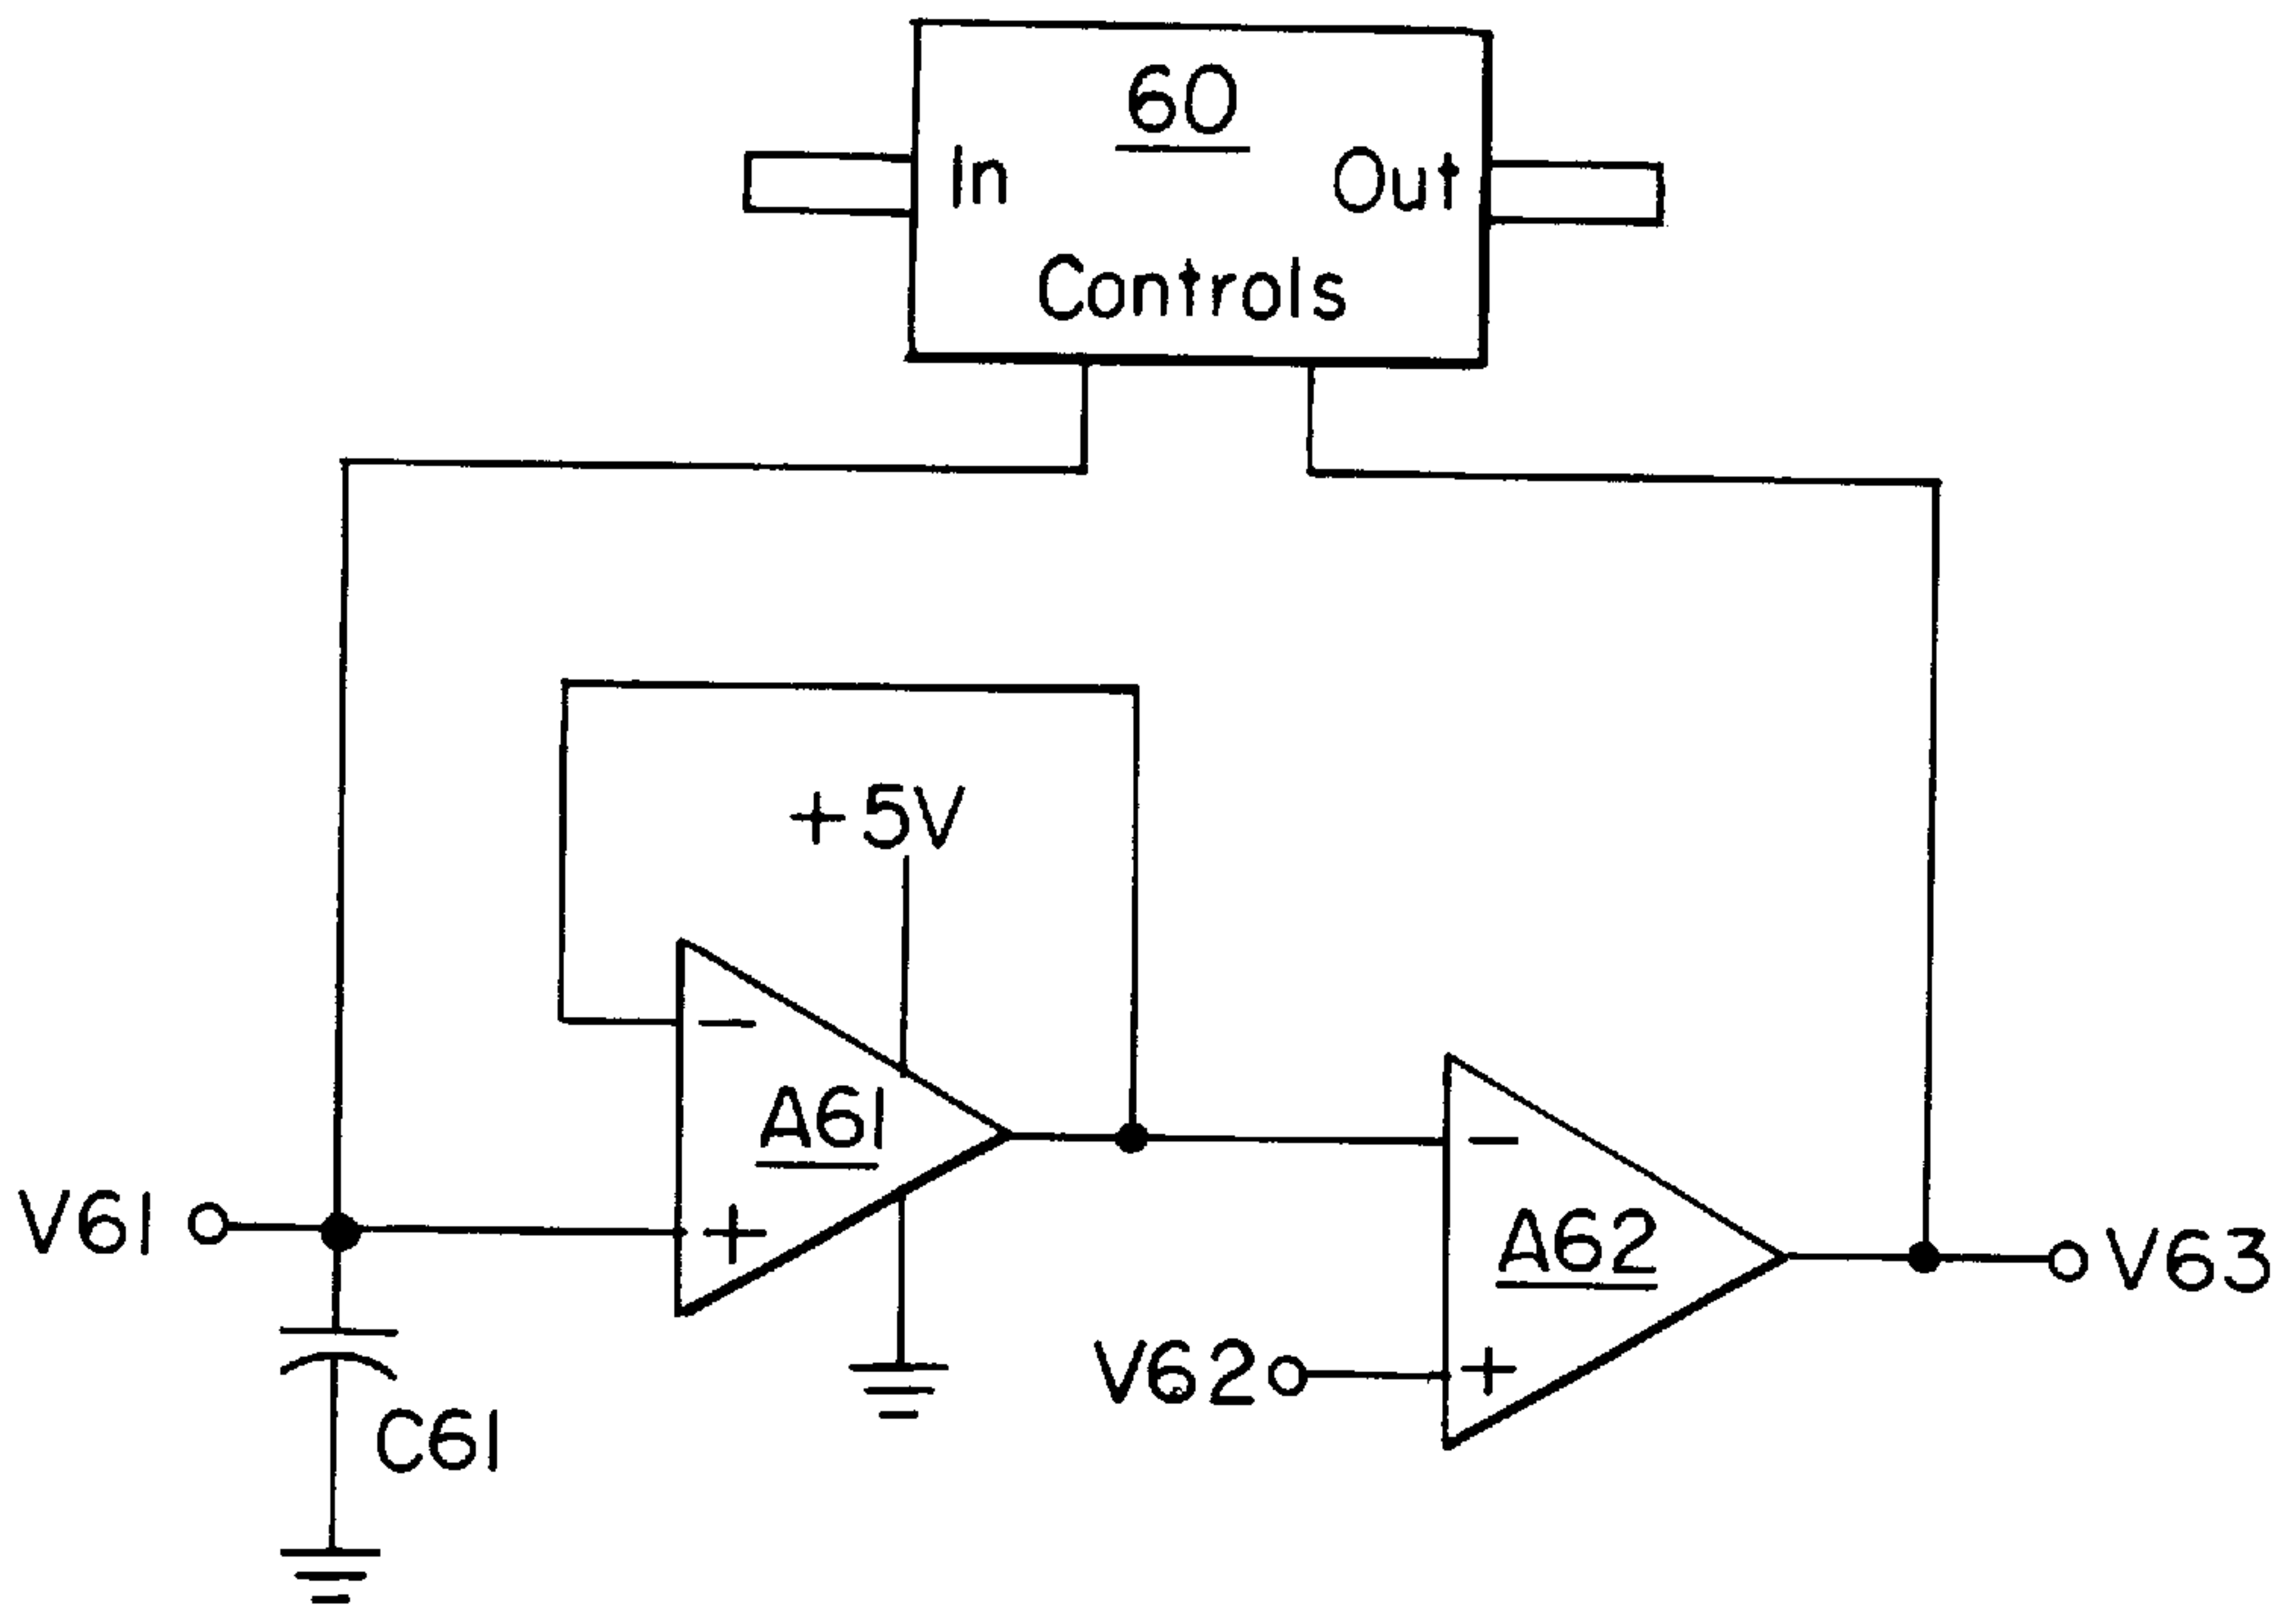 60
In
Out
Controls
+5V
−
A61
+
V61
C61
−
A62
+
V62
V63